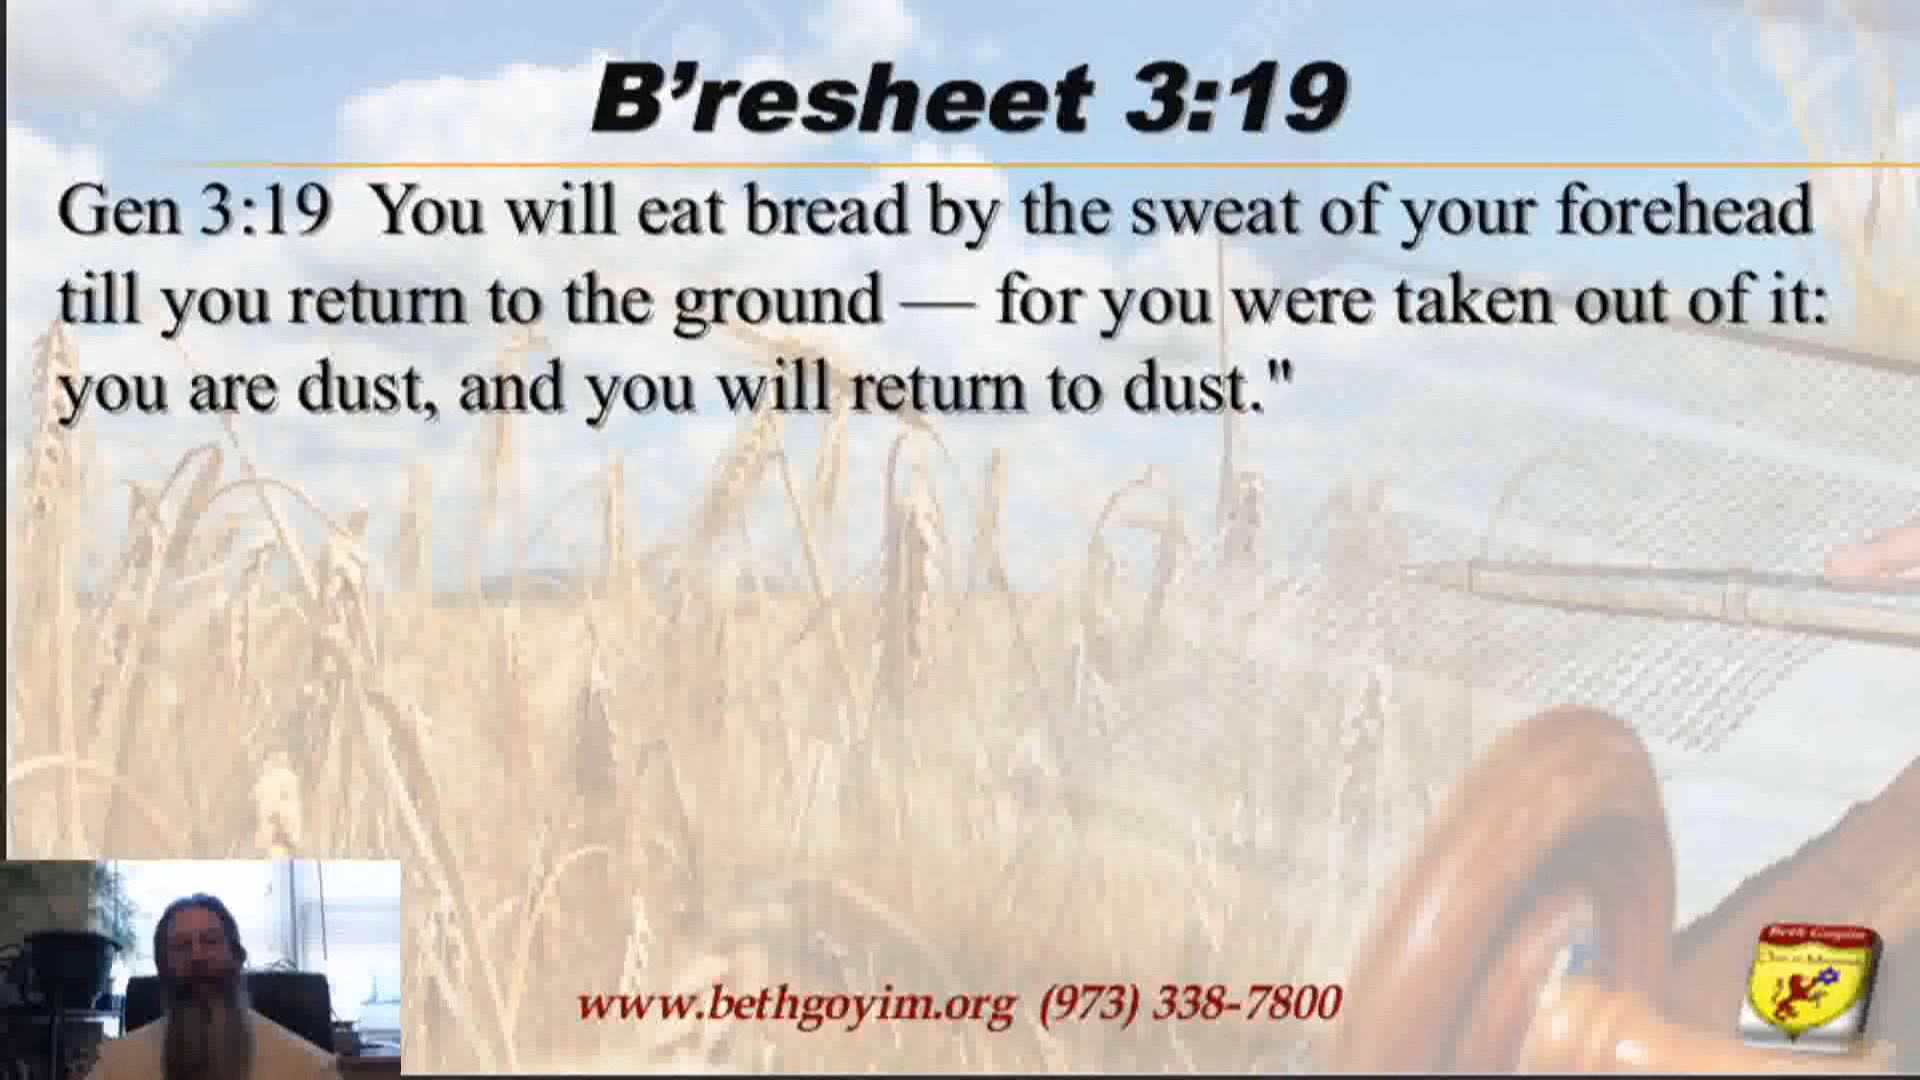 B’resheet 3:19
Gen 3:19 You will eat bread by the sweat of your forehead
till you return to the ground — for you were taken out of it:
you are dust, and you will return to dust."
www.bethgoyim.org (973) 338-7800
Beth Goyim